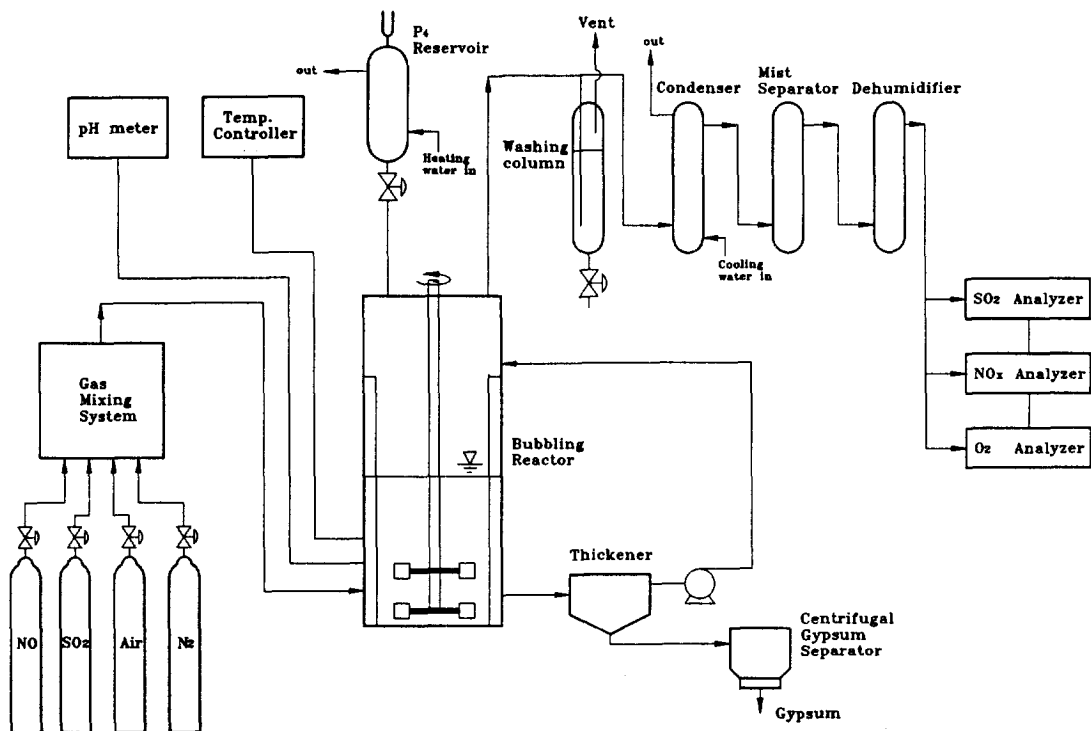 P4
Reservoir
out
Heating
water in
pH meter
Temp.
Controller
Vent
Washing
column
out
Condenser
Mist
Separator
Dehumidifier
Cooling
water in
SO2 Analyzer
NOx Analyzer
O2 Analyzer
Gas
Mixing
System
Bubbling
Reactor
Thickener
Centrifugal
Gypsum
Separator
Gypsum
NO
SO2
Air
N2